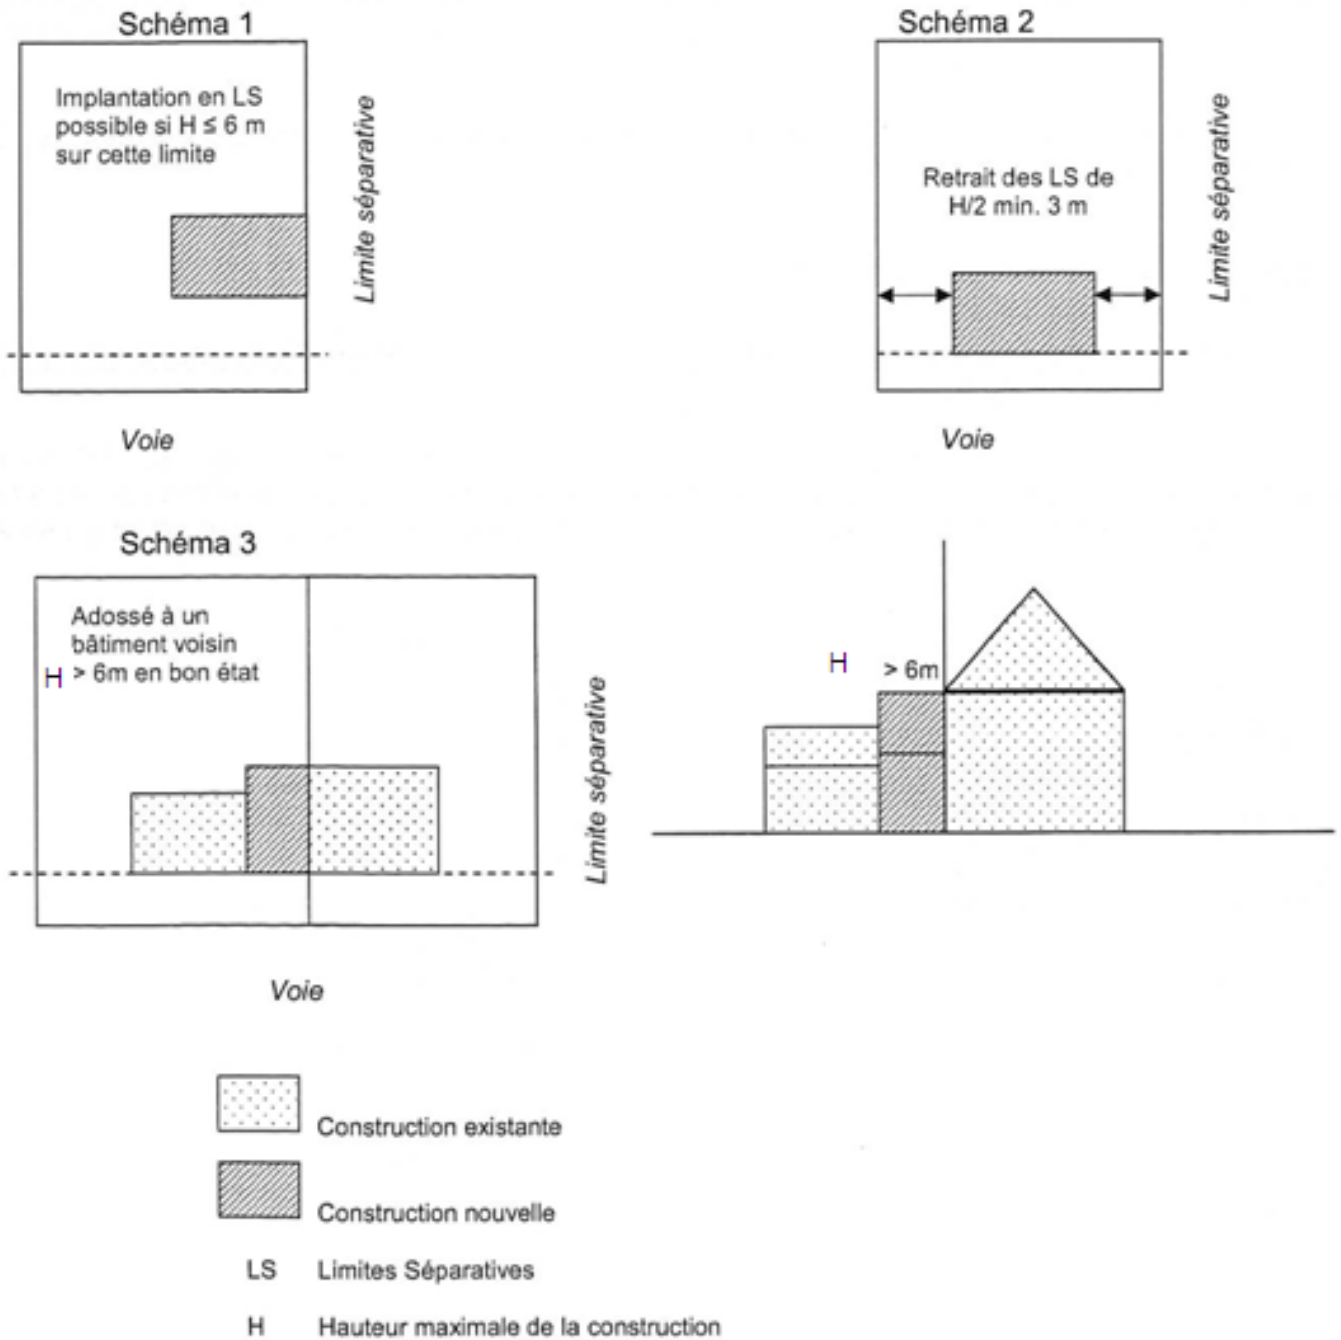 Schéma 1
Implantation en LS
possible si H ≤ 6 m
sur cette limite
Limite séparative
Voie
Schéma 2
Retrait des LS de
H/2 min. 3 m
Limite séparative
Voie
Schéma 3
Adossé à un
bâtiment voisin
H > 6m en bon état
Limite séparative
Voie
H > 6m
Construction existante
Construction nouvelle
LS Limites Séparatives
H Hauteur maximale de la construction